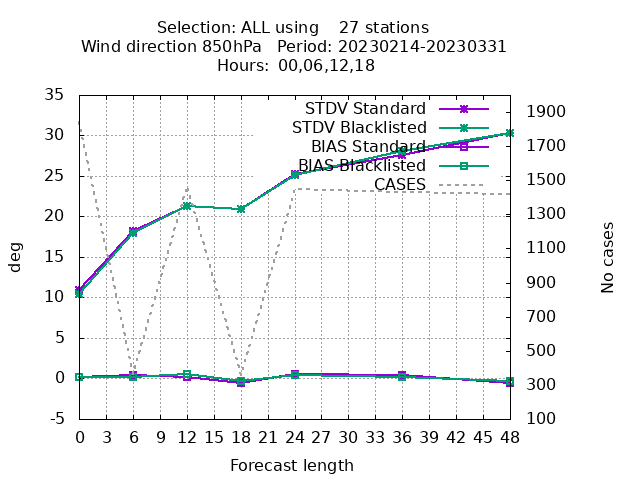 Selection: ALL using    27 stations
Wind direction 850hPa   Period: 20230214-20230331
Hours:  00,06,12,18
35
30
25
20
15
10
5
0
-5
deg
STDV Standard
STDV Blacklisted
BIAS Standard
BIAS Blacklisted
CASES
1900
1700
1500
1300
1100
900
700
500
300
100
No cases
0 3 6 9 12 15 18 21 24 27 30 33 36 39 42 45 48
Forecast length